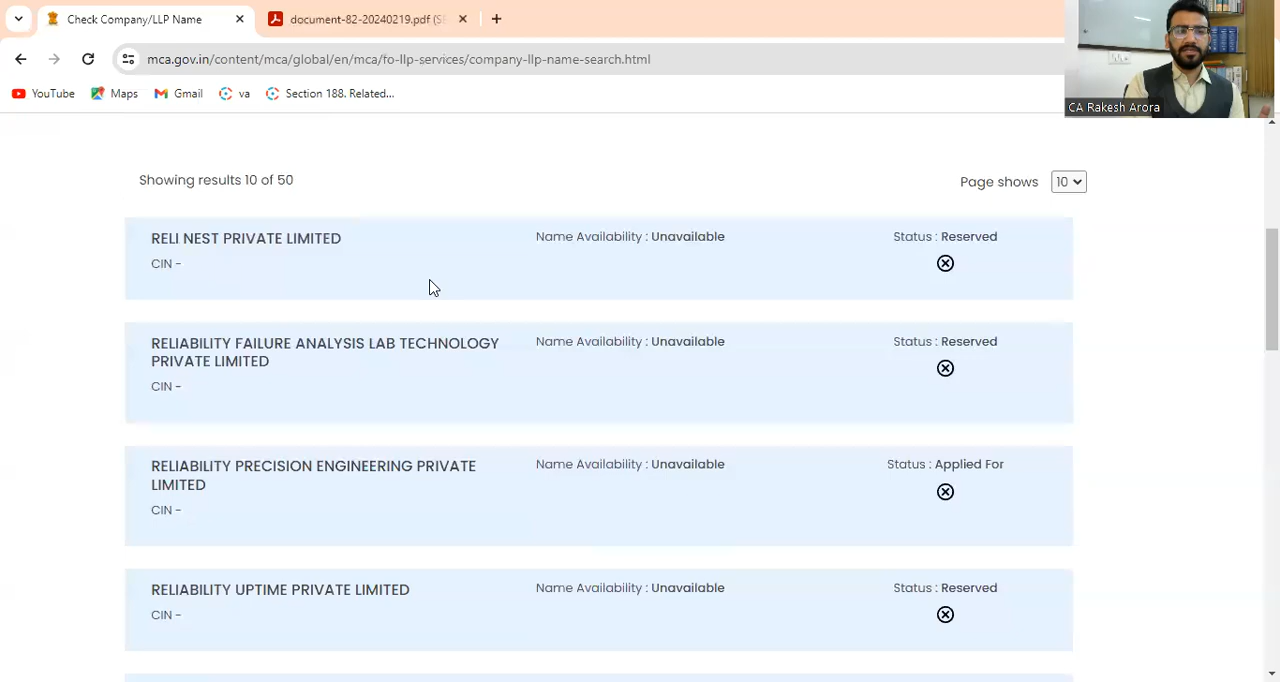 Check Company/LLP Name
document-82-20240219.pdf (S
mca.gov.in/content/mca/global/en/mca/fo-llp-services/company-llp-name-search.html
YouTube Maps Gmail va Section 188. Related...
CA Rakesh Arora
Showing results 10 of 50
Page shows 10
RELI NEST PRIVATE LIMITED
Name Availability : Unavailable
Status : Reserved
CIN -
RELIABILITY FAILURE ANALYSIS LAB TECHNOLOGY
PRIVATE LIMITED
Name Availability : Unavailable
Status : Reserved
CIN -
RELIABILITY PRECISION ENGINEERING PRIVATE
LIMITED
Name Availability : Unavailable
Status : Applied For
CIN -
RELIABILITY UPTIME PRIVATE LIMITED
Name Availability : Unavailable
Status : Reserved
CIN -